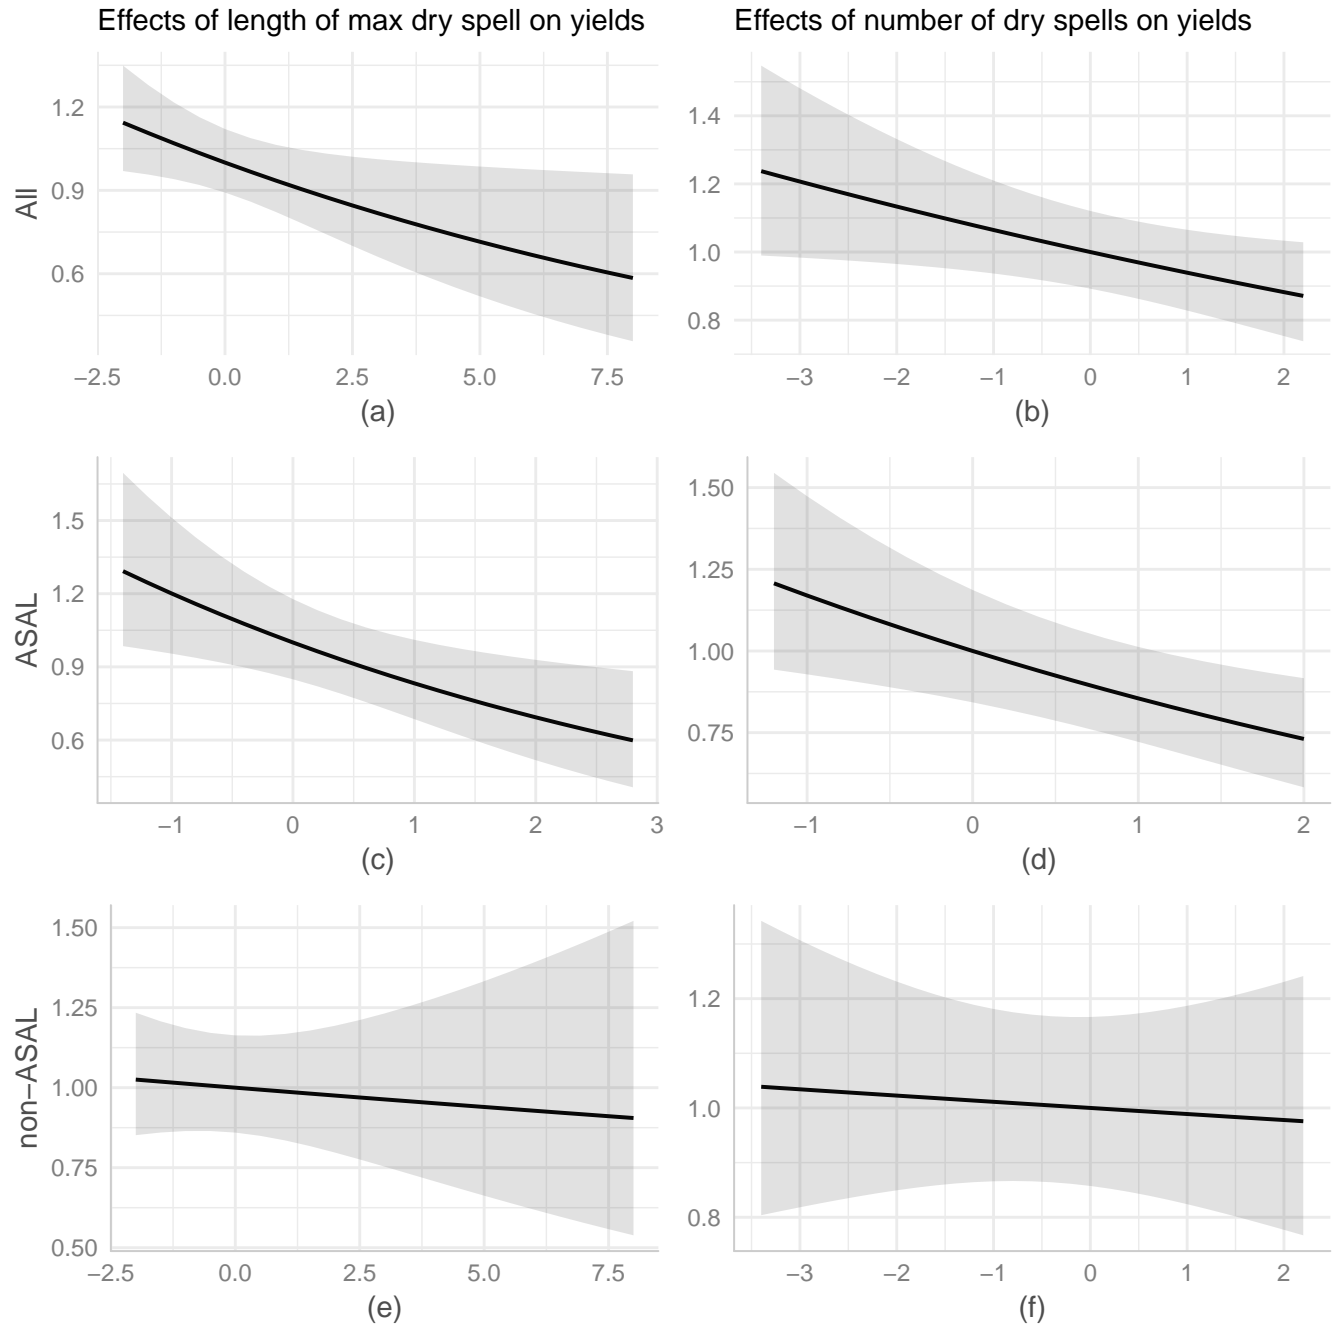 Effects of length of max dry spell on yields
Effects of number of dry spells on yields
All
1.2
0.9
0.6
−2.5 0.0 2.5 5.0 7.5
(a)
1.4
1.2
1.0
0.8
−3 −2 −1 0 1 2
(b)
ASAL
1.5
1.2
0.9
0.6
−1 0 1 2 3
(c)
1.50
1.25
1.00
0.75
−1 0 1 2
(d)
non−ASAL
1.50
1.25
1.00
0.75
0.50
−2.5 0.0 2.5 5.0 7.5
(e)
1.2
1.0
0.8
−3 −2 −1 0 1 2
(f)